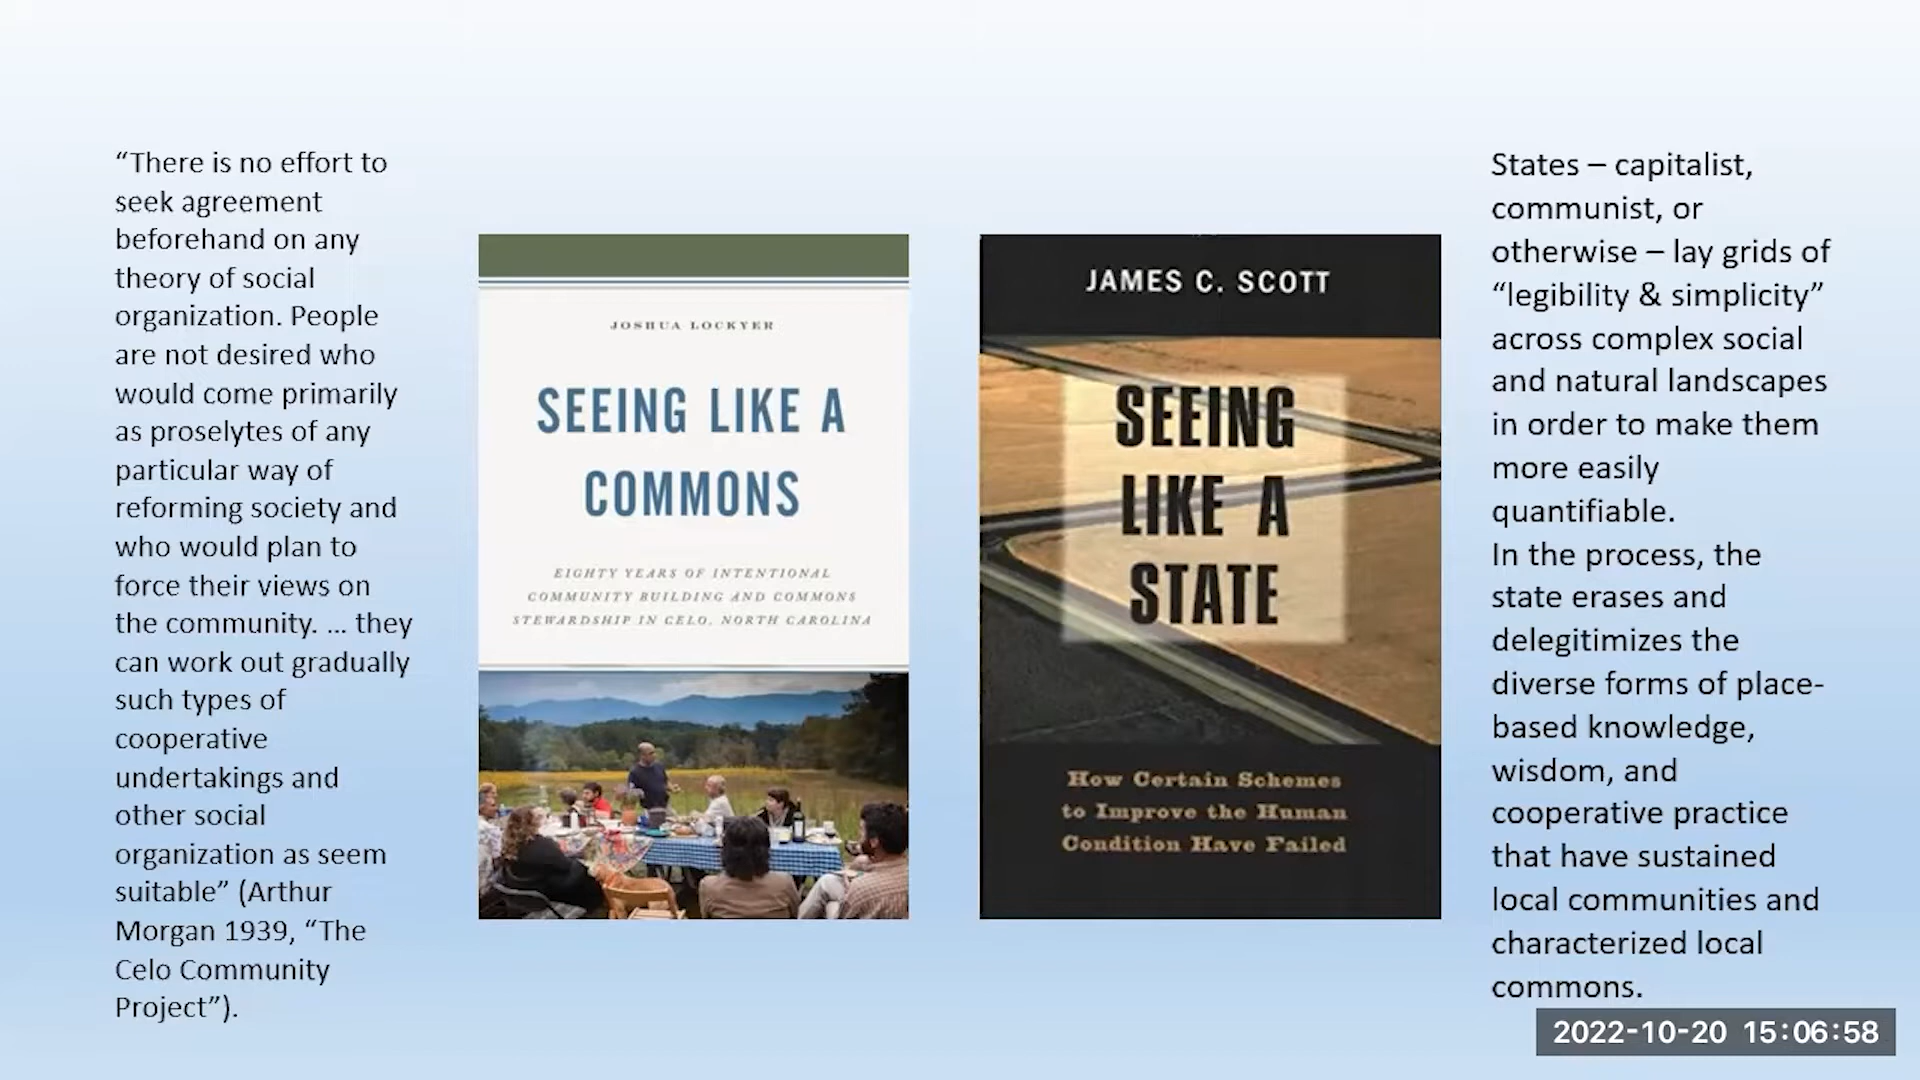 “There is no effort to
seek agreement
beforehand on any
theory of social
organization. People
are not desired who
would come primarily
as proselytes of any
particular way of
reforming society and
who would plan to
force their views on
the community. ... they
can work out gradually
such types of
cooperative
undertakings and
other social
organization as seem
suitable” (Arthur
Morgan 1939, “The
Celo Community
Project”).
JOSHUA LOCKYER
SEEING LIKE A
COMMONS
EIGHTY YEARS OF INTENTIONAL
COMMUNITY BUILDING AND COMMONS
STEWARDSHIP IN CELO, NORTH CAROLINA
JAMES C. SCOTT
SEEING
LIKE A
STATE
How Certain Schemes
to Improve the Human
Condition Have Failed
States – capitalist,
communist, or
otherwise – lay grids of
“legibility & simplicity”
across complex social
and natural landscapes
in order to make them
more easily
quantifiable.
In the process, the
state erases and
delegitimizes the
diverse forms of place-
based knowledge,
wisdom, and
cooperative practice
that have sustained
local communities and
characterized local
commons.
2022-10-20 15:06:58